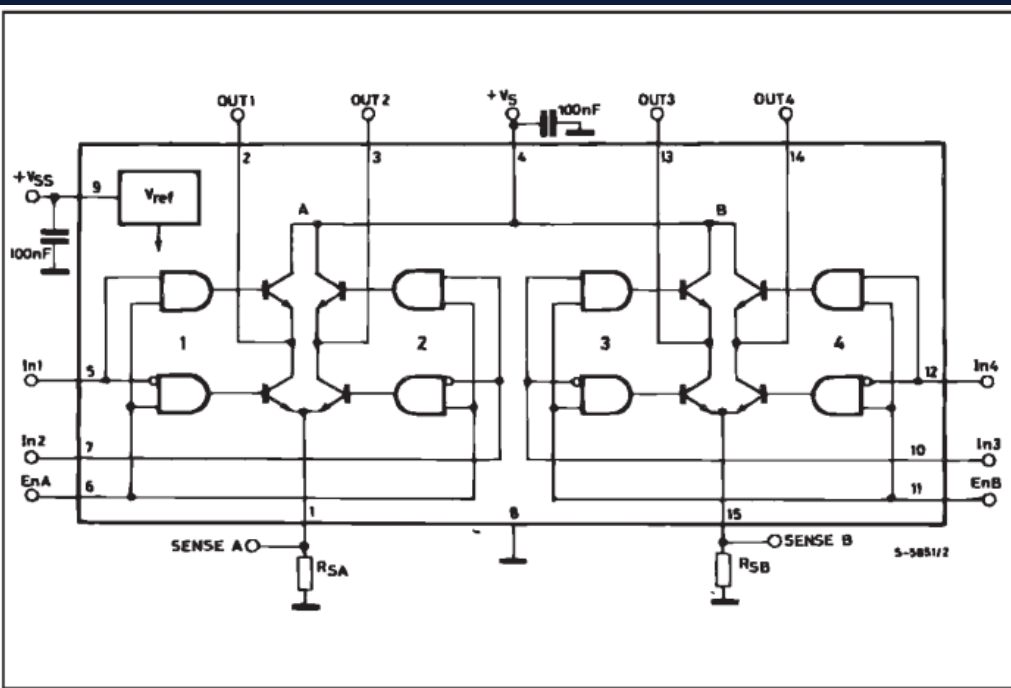 OUT1 OUT2 +VS 100nF OUT3 OUT4
2 3 4 13 14
+VSS 9 Vref A B
100nF
1 2 3 4
In1 5 12 In4
In2 7 10 In3
EnA 6 11 EnB
1 8 15
SENSE A SENSE B
RSA RSB S-5851/2